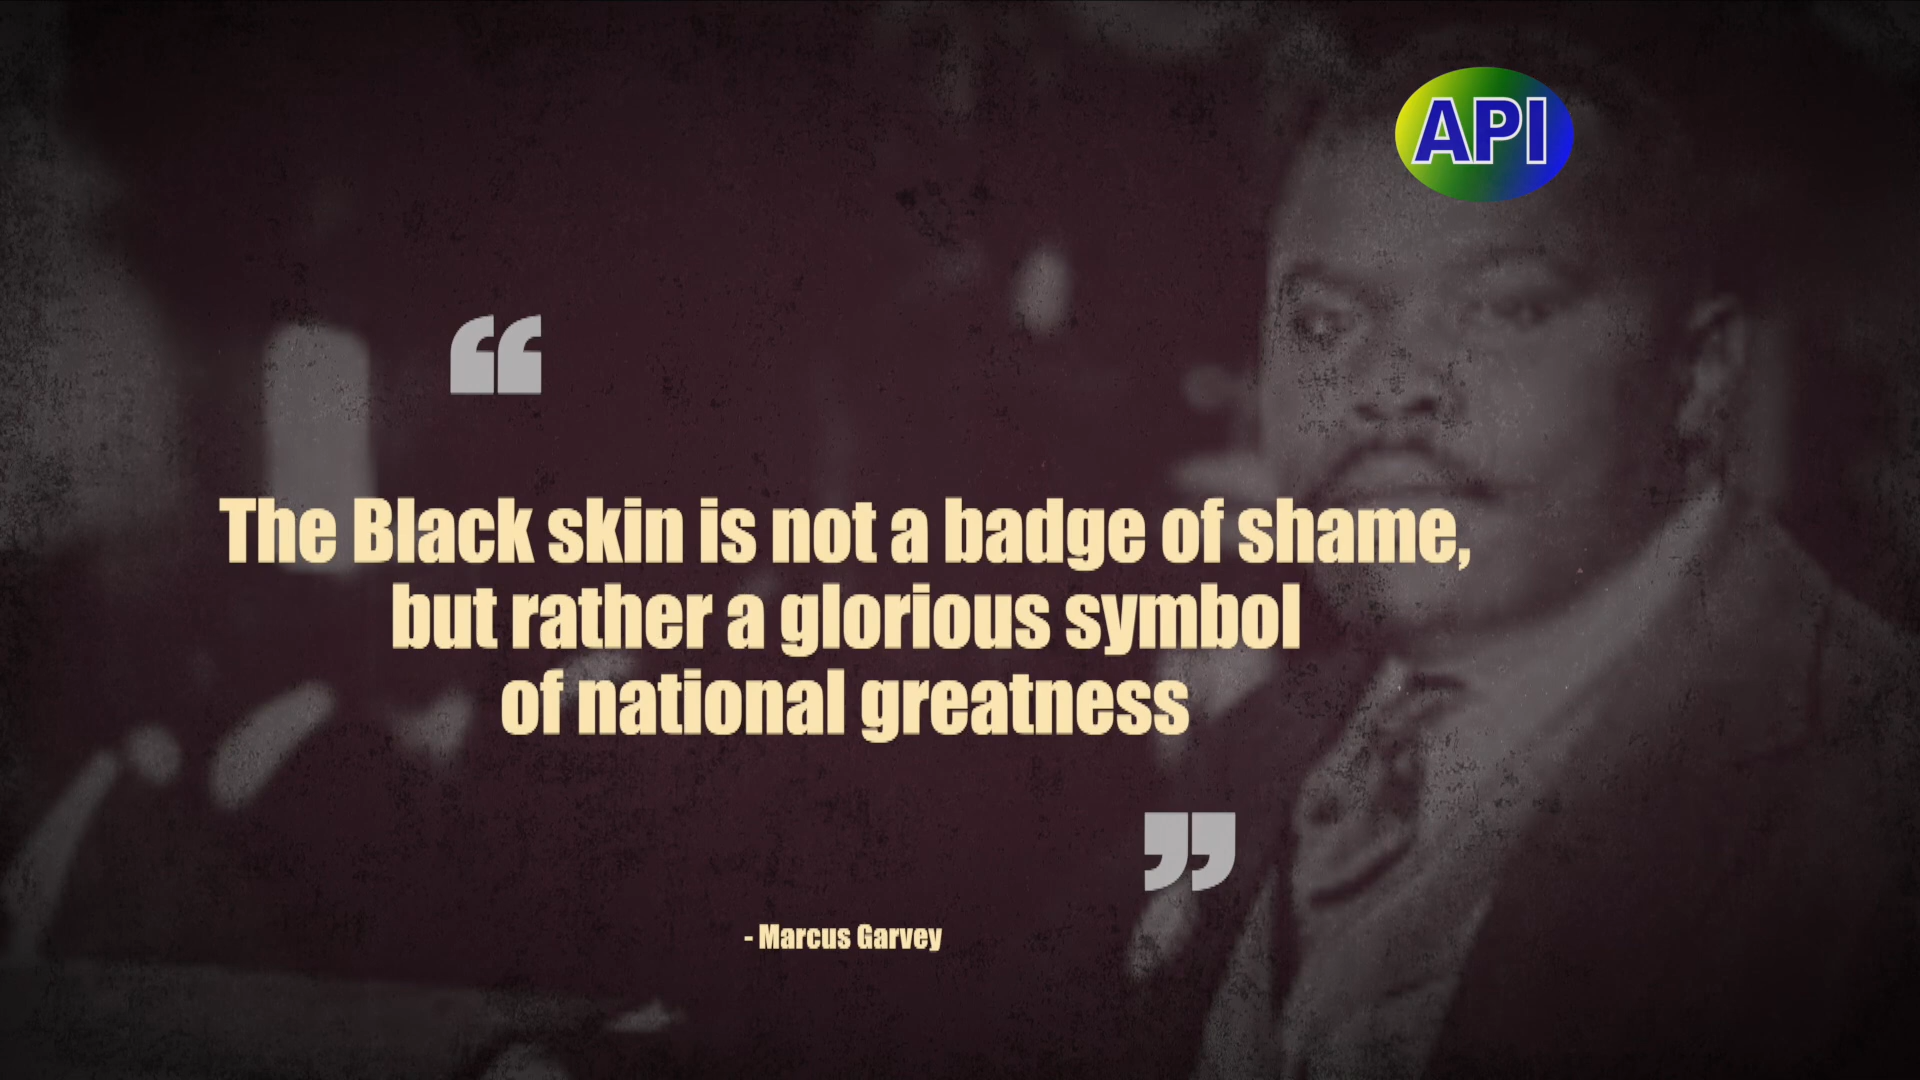 API
“
The Black skin is not a badge of shame,
but rather a glorious symbol
of national greatness
”
- Marcus Garvey